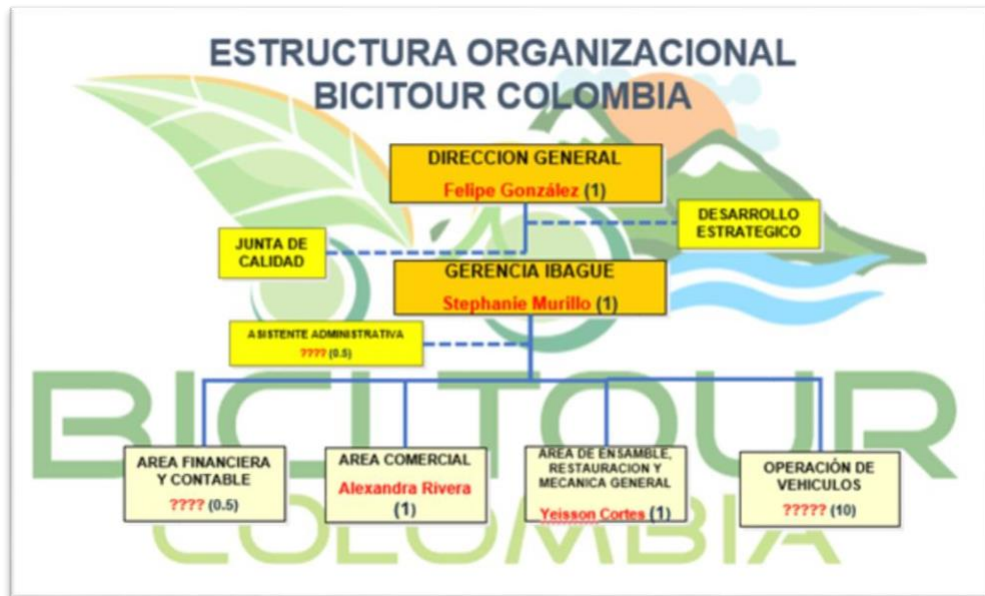 ESTRUCTURA ORGANIZACIONAL
BICITOUR COLOMBIA
DIRECCION GENERAL
Felipe González (1)
DESARROLLO
ESTRATEGICO
JUNTA DE
CALIDAD
GERENCIA IBAGUE
Stephanie Murillo (1)
ASISTENTE ADMINISTRATIVA
???? (0.5)
AREA FINANCIERA
Y CONTABLE
???? (0.5)
AREA COMERCIAL
Alexandra Rivera
(1)
AREA DE ENSAMBLE,
RESTAURACION Y
MECANICA GENERAL
Yeisson Cortes (1)
OPERACIÓN DE
VEHICULOS
????? (10)
BICITOUR
COLOMBIA